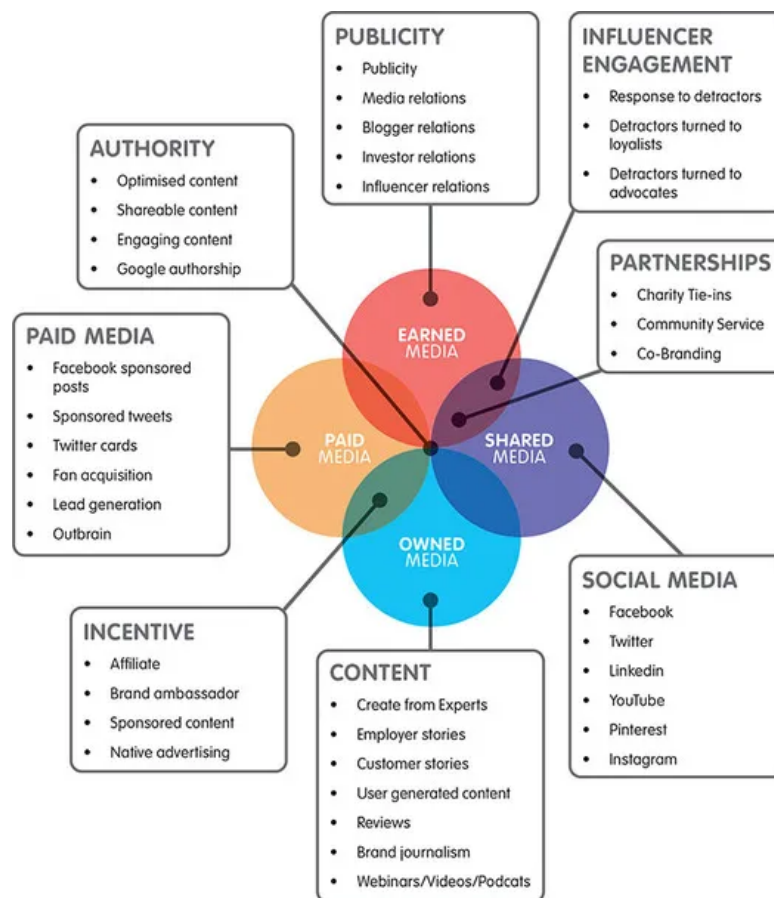 PUBLICITY
• Publicity
• Media relations
• Blogger relations
• Investor relations
• Influencer relations
INFLUENCER
ENGAGEMENT
• Response to detractors
• Detractors turned to
loyalists
• Detractors turned to
advocates
AUTHORITY
• Optimised content
• Shareable content
• Engaging content
• Google authorship
PARTNERSHIPS
• Charity Tie-ins
• Community Service
• Co-Branding
PAID MEDIA
• Facebook sponsored
posts
• Sponsored tweets
• Twitter cards
• Fan acquisition
• Lead generation
• Outbrain
EARNED
MEDIA
PAID
MEDIA
SHARED
MEDIA
OWNED
MEDIA
SOCIAL MEDIA
• Facebook
• Twitter
• Linkedin
• YouTube
• Pinterest
• Instagram
INCENTIVE
• Affiliate
• Brand ambassador
• Sponsored content
• Native advertising
CONTENT
• Create from Experts
• Employer stories
• Customer stories
• User generated content
• Reviews
• Brand journalism
• Webinars/Videos/Podcats